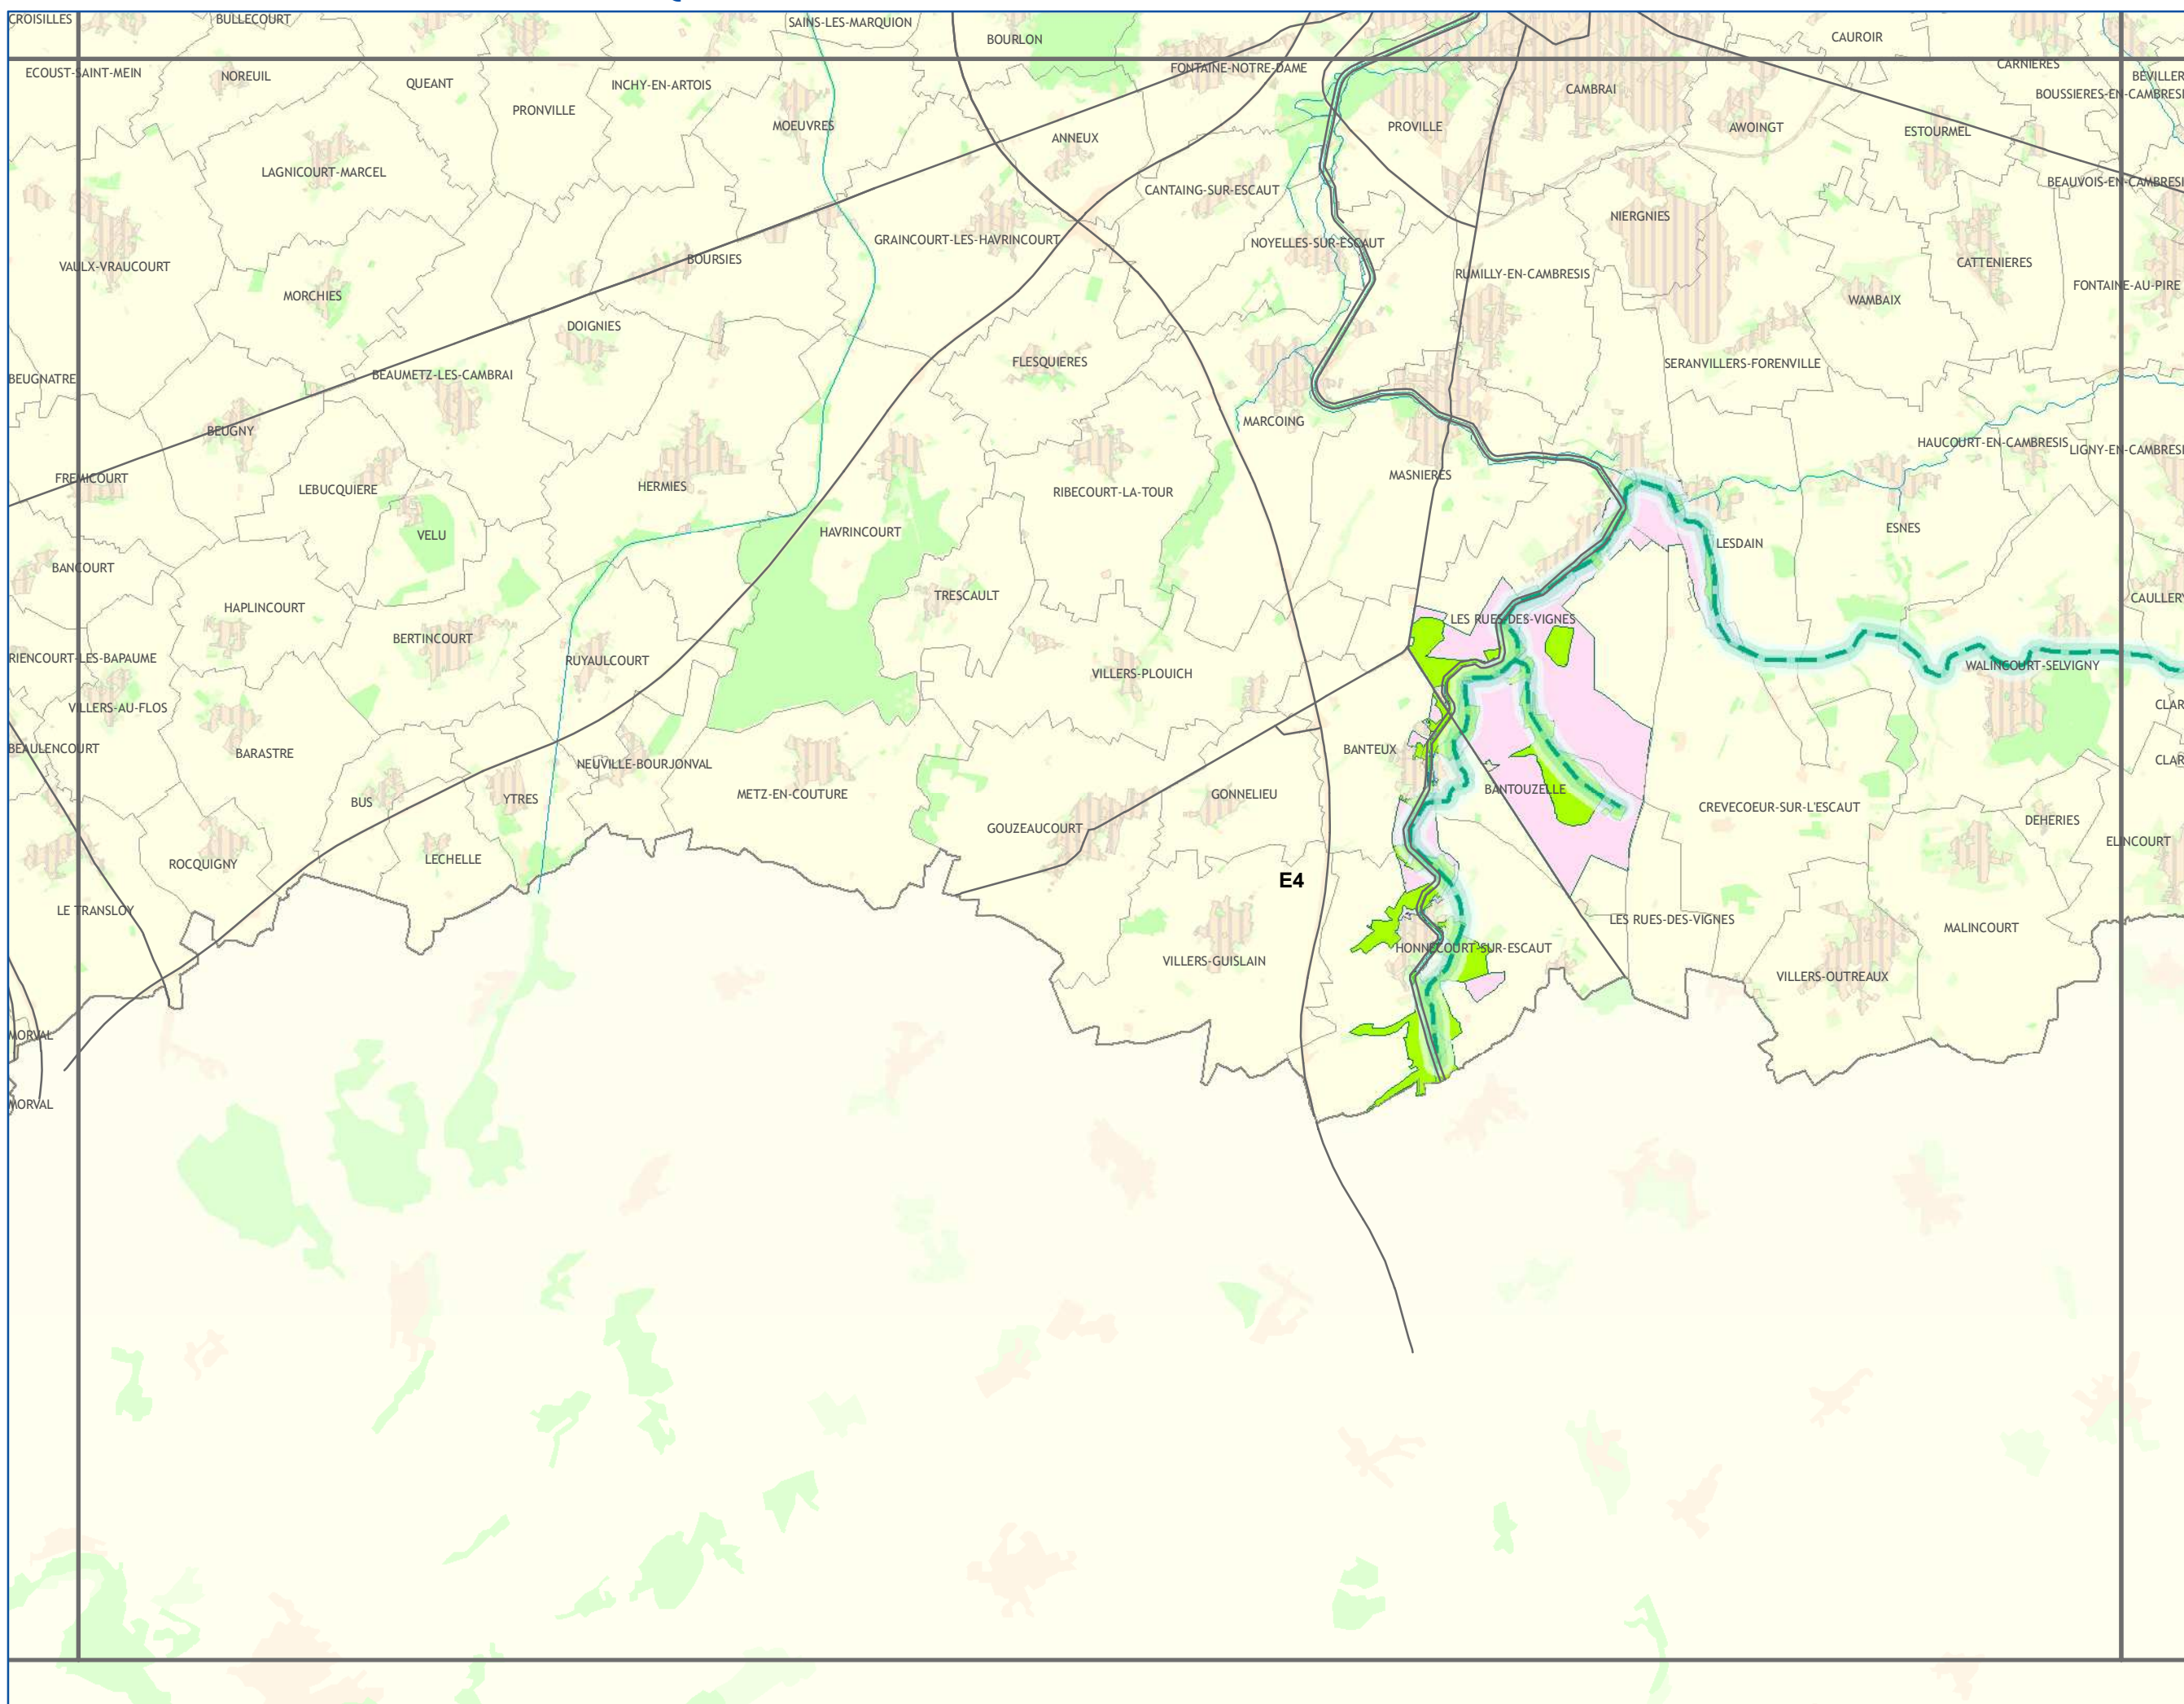 CROISILLES
BULLECOURT
SAINS-LES-MARQUION
BOURLON
CAUROIR
ECOUST-SAINT-MEIN
NOREUIL
QUEANT
INCHY-EN-ARTOIS
FONTAINE-NOTRE-DAME
CARNIERES
BEVILLER
PRONVILLE
MOEUVRES
ANNEUX
PROVILLE
CAMBRAI
AWOINGT
ESTOURMEL
BOUSSIERES-EN-CAMBRESI
LAGNICOURT-MARCEL
CANTAING-SUR-ESCAUT
BEAUVOIS-EN-CAMBRESI
NIERGNIES
GRAINCOURT-LES-HAVRINCOURT
NOYELLES-SUR-ESCAUT
BOURSIES
VAULX-VRAUCOURT
RUMILLY-EN-CAMBRESIS
CATTENIERES
FONTAINE-AU-PIRE
MORCHIES
WAMBAIX
DOIGNIES
FLESQUIERES
SERANVILLERS-FORENVILLE
BEUGNATRE
BEAUMETZ-LES-CAMBRAI
MARCOING
BEUGNY
HAUCOURT-EN-CAMBRESIS
LIGNY-EN-CAMBRESI
FREMICOURT
LEBUCQUIERE
HERMIES
RIBECOURT-LA-TOUR
MASNIERES
VELU
HAVRINCOURT
LESDAIN
ESNES
BANCOURT
HAPLINCOURT
TRESCAULT
CAULLERY
BERTINCOURT
LES RUES-DES-VIGNES
RIENCOURT-LES-BAPAUME
RUYAULCOURT
VILLERS-PLOUICH
WALINCOURT-SELVIGNY
VILLERS-AU-FLOS
CLAR
BEAULENCOURT
BARASTRE
NEUVILLE-BOURJONVAL
BANTEUX
CLAR
BUS
YTRES
METZ-EN-COUTURE
GONNELIEU
BANTOUZELLE
CREVECOEUR-SUR-L'ESCAUT
DEHERIES
GOUZEAUCOURT
ELINCOURT
ROCQUIGNY
LECHELLE
E4
LE TRANSLOY
LES RUES-DES-VIGNES
MALINCOURT
VILLERS-GUISLAIN
HONNECOURT-SUR-ESCAUT
VILLERS-OUTREAUX
MORVAL
MORVAL